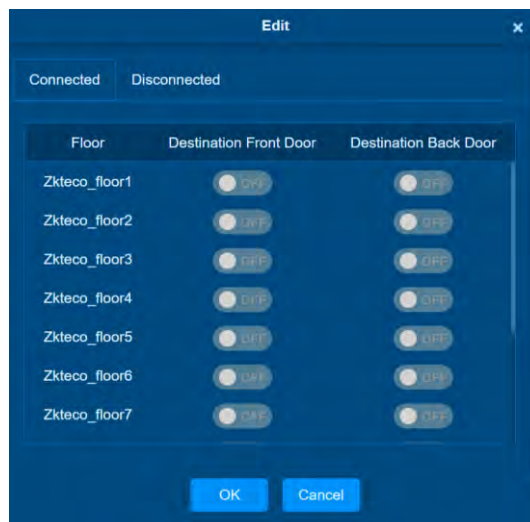 Edit ×
Connected Disconnected
Floor Destination Front Door Destination Back Door
Zkteco_floor1 OFF OFF
Zkteco_floor2 OFF OFF
Zkteco_floor3 OFF OFF
Zkteco_floor4 OFF OFF
Zkteco_floor5 OFF OFF
Zkteco_floor6 OFF OFF
Zkteco_floor7 OFF OFF
OK Cancel